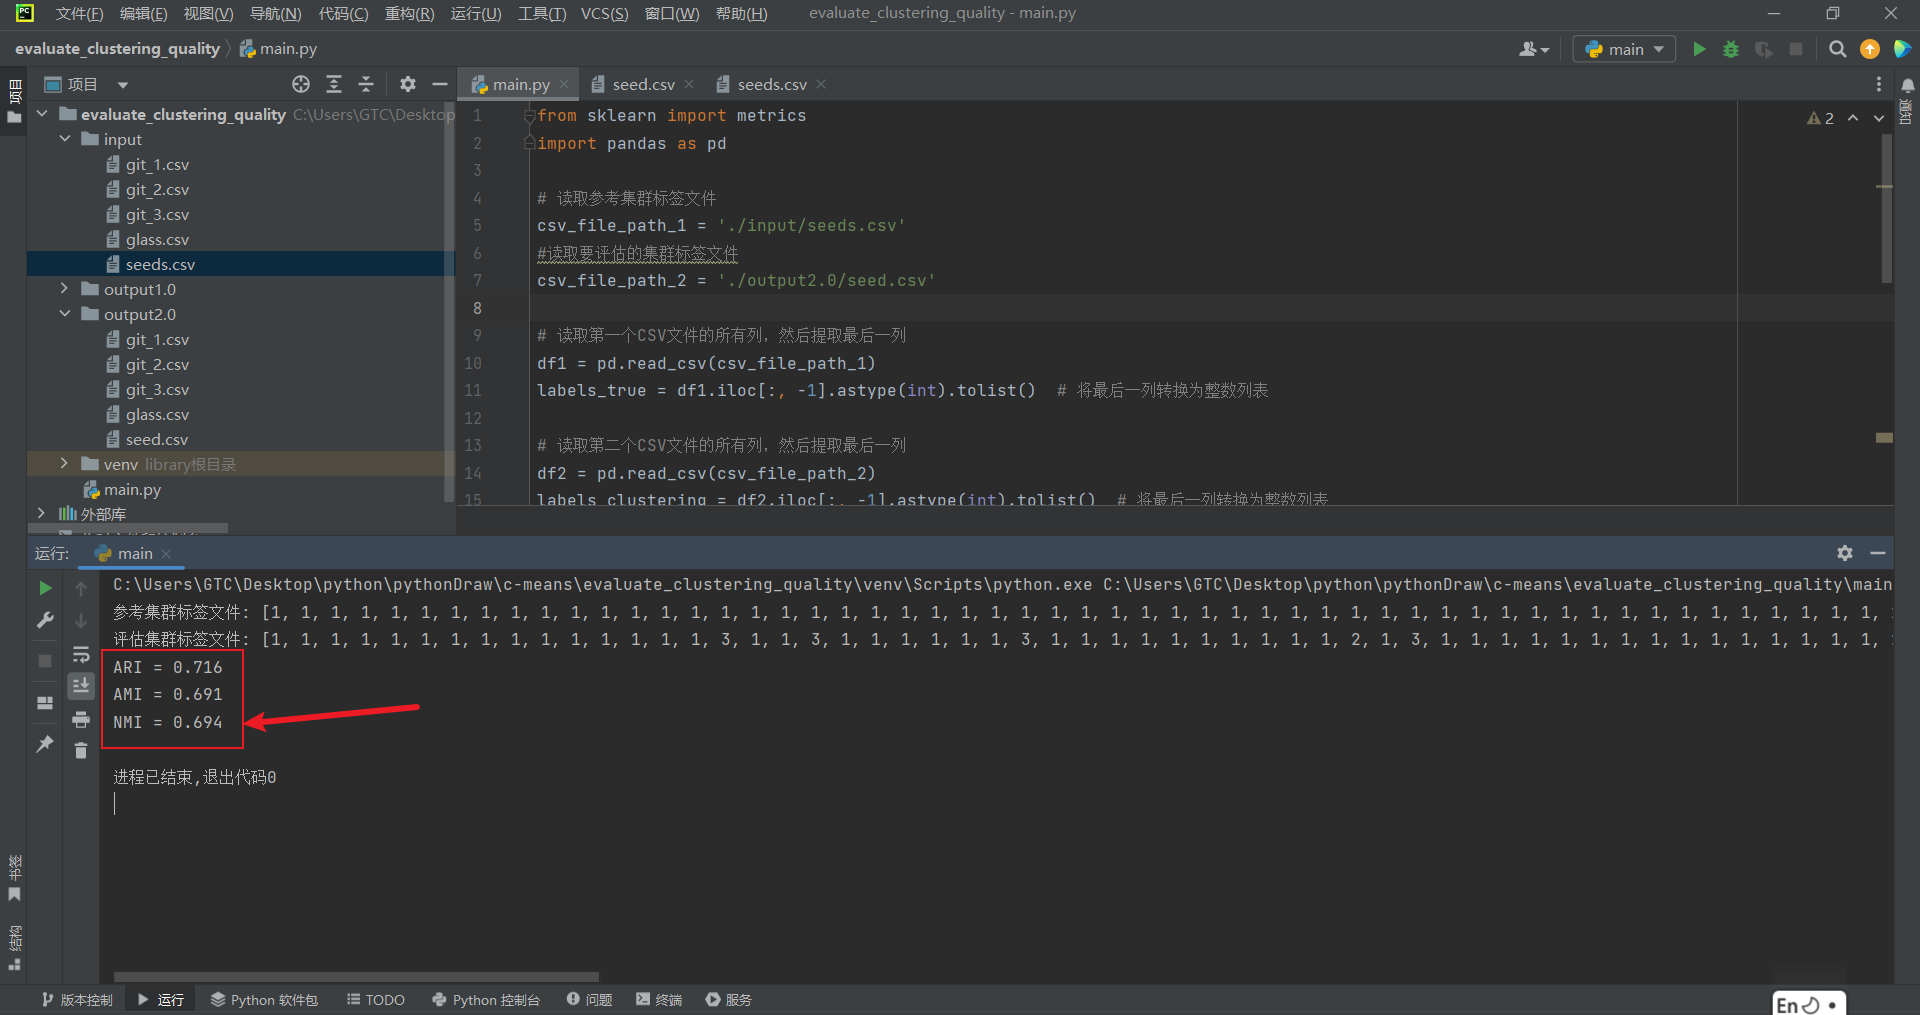 文件(F) 编辑(E) 视图(V) 导航(N) 代码(C) 重构(R) 运行(U) 工具(T) VCS(S) 窗口(W) 帮助(H) evaluate_clustering_quality - main.py
evaluate_clustering_quality main.py
main
项目
main.py
seed.csv
seeds.csv
项目
evaluate_clustering_quality C:\Users\GTC\Desktop
input
git_1.csv
git_2.csv
git_3.csv
glass.csv
seeds.csv
output1.0
output2.0
git_1.csv
git_2.csv
git_3.csv
glass.csv
seed.csv
venv library根目录
main.py
外部库
1 from sklearn import metrics
2 import pandas as pd
3
4 # 读取参考集群标签文件
5 csv_file_path_1 = './input/seeds.csv'
6 #读取要评估的集群标签文件
7 csv_file_path_2 = './output2.0/seed.csv'
8
9 # 读取第一个CSV文件的所有列，然后提取最后一列
10 df1 = pd.read_csv(csv_file_path_1)
11 labels_true = df1.iloc[:, -1].astype(int).tolist() # 将最后一列转换为整数列表
12
13 # 读取第二个CSV文件的所有列，然后提取最后一列
14 df2 = pd.read_csv(csv_file_path_2)
15 labels_clustering = df2.iloc[:, -1].astype(int).tolist() # 将最后一列转换为整数列表
2
通知
运行: main
C:\Users\GTC\Desktop\python\pythonDraw\c-means\evaluate_clustering_quality\venv\Scripts\python.exe C:\Users\GTC\Desktop\python\pythonDraw\c-means\evaluate_clustering_quality\main
参考集群标签文件: [1, 1, 1, 1, 1, 1, 1, 1, 1, 1, 1, 1, 1, 1, 1, 1, 1, 1, 1, 1, 1, 1, 1, 1, 1, 1, 1, 1, 1, 1, 1, 1, 1, 1, 1, 1, 1, 1, 1, 1, 1, 1, 1, 1, 1, 1, 1, 1, 1, 1, 1, 1, 1, 1,
评估集群标签文件: [1, 1, 1, 1, 1, 1, 1, 1, 1, 1, 1, 1, 1, 1, 1, 3, 1, 1, 3, 1, 1, 1, 1, 1, 1, 3, 1, 1, 1, 1, 1, 1, 1, 1, 1, 1, 2, 1, 3, 1, 1, 1, 1, 1, 1, 1, 1, 1, 1, 1, 1, 1, 1, 1,
ARI = 0.716
AMI = 0.691
NMI = 0.694
进程已结束,退出代码0
书签
结构
版本控制 运行 Python 软件包 TODO Python 控制台 问题 终端 服务
En